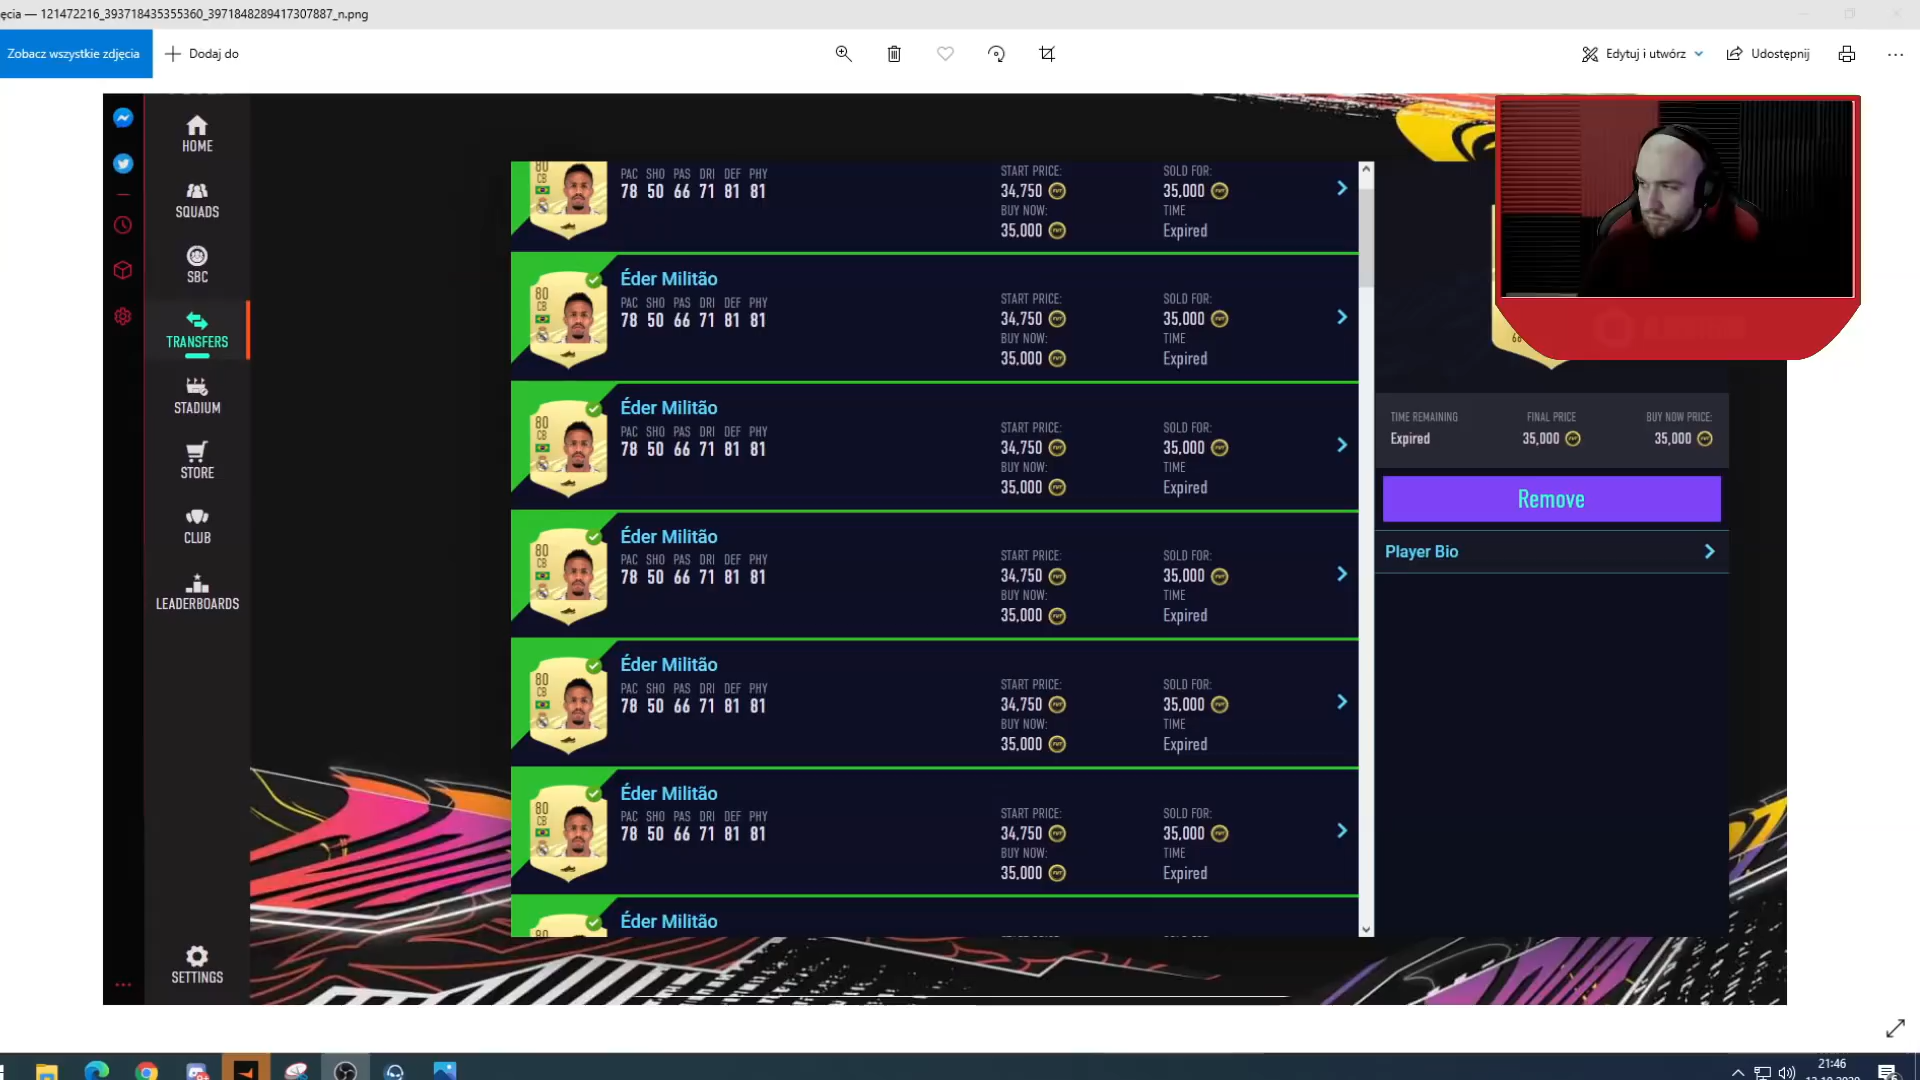 ęcia — 121472216_393718435355360_3971848289417307887_n.png
Zobacz wszystkie zdjęcia
Dodaj do
Edytuj i utwórz
Udostępnij
HOME
SQUADS
SBC
TRANSFERS
STADIUM
STORE
CLUB
LEADERBOARDS
SETTINGS
80
CB
PAC SHO PAS DRI DEF PHY
78 50 66 71 81 81
START PRICE:
34,750
BUY NOW:
35,000
SOLD FOR:
35,000
TIME
Expired
80
CB
Éder Militão
PAC SHO PAS DRI DEF PHY
78 50 66 71 81 81
START PRICE:
34,750
BUY NOW:
35,000
SOLD FOR:
35,000
TIME
Expired
80
CB
Éder Militão
PAC SHO PAS DRI DEF PHY
78 50 66 71 81 81
START PRICE:
34,750
BUY NOW:
35,000
SOLD FOR:
35,000
TIME
Expired
80
CB
Éder Militão
PAC SHO PAS DRI DEF PHY
78 50 66 71 81 81
START PRICE:
34,750
BUY NOW:
35,000
SOLD FOR:
35,000
TIME
Expired
80
CB
Éder Militão
PAC SHO PAS DRI DEF PHY
78 50 66 71 81 81
START PRICE:
34,750
BUY NOW:
35,000
SOLD FOR:
35,000
TIME
Expired
80
CB
Éder Militão
PAC SHO PAS DRI DEF PHY
78 50 66 71 81 81
START PRICE:
34,750
BUY NOW:
35,000
SOLD FOR:
35,000
TIME
Expired
80
Éder Militão
TIME REMAINING
Expired
FINAL PRICE
35,000
BUY NOW PRICE:
35,000
Remove
Player Bio
21:46